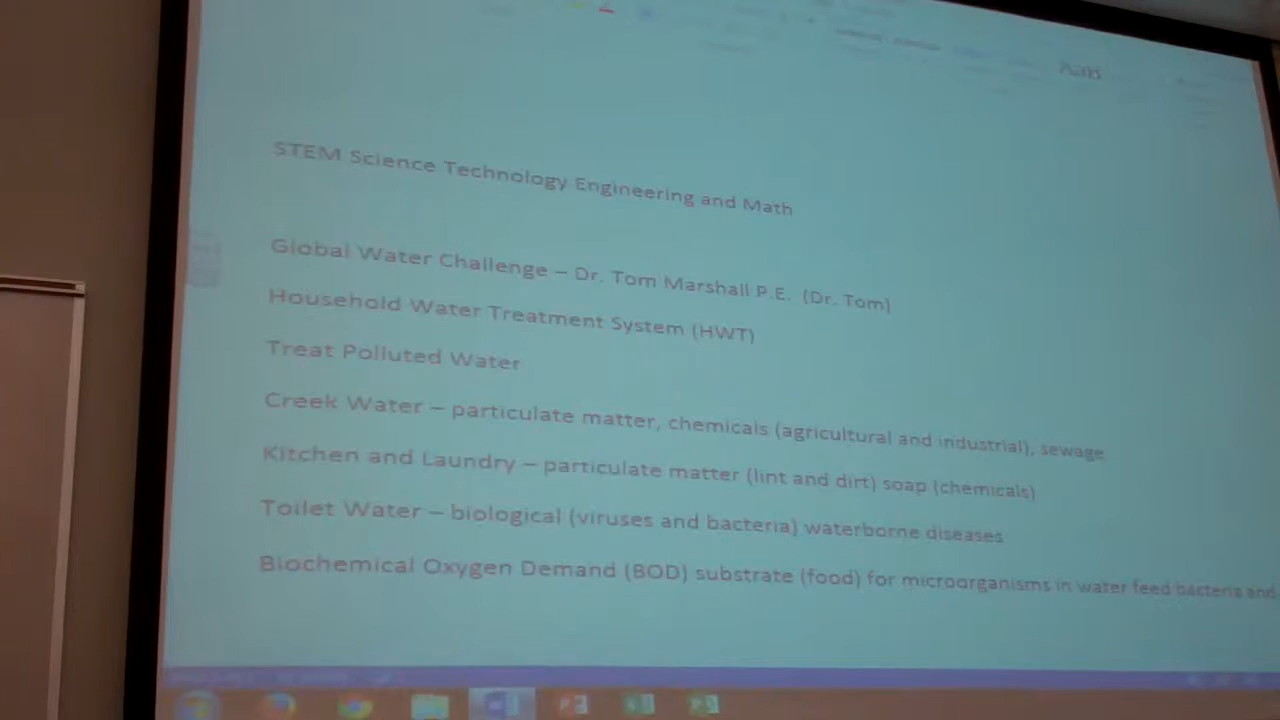 STEM Science Technology Engineering and Math
Global Water Challenge – Dr. Tom Marshall P.E. (Dr. Tom)
Household Water Treatment System (HWT)
Treat Polluted Water
Creek Water – particulate matter, chemicals (agricultural and industrial), sewage
Kitchen and Laundry – particulate matter (lint and dirt) soap (chemicals)
Toilet Water – biological (viruses and bacteria) waterborne diseases
Biochemical Oxygen Demand (BOD) substrate (food) for microorganisms in water feed bacteria and